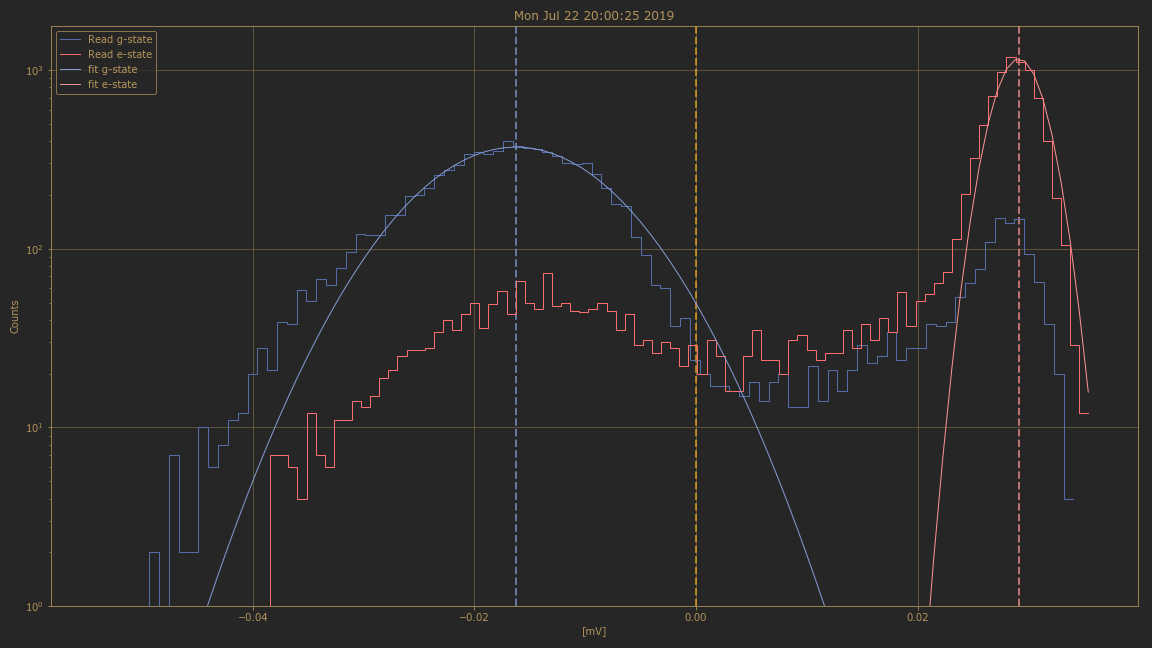 Mon Jul 22 20:00:25 2019
Read g-state
Read e-state
fit g-state
fit e-state
10³
10²
10¹
10⁰
Counts
−0.04
−0.02
0.00
0.02
[mV]